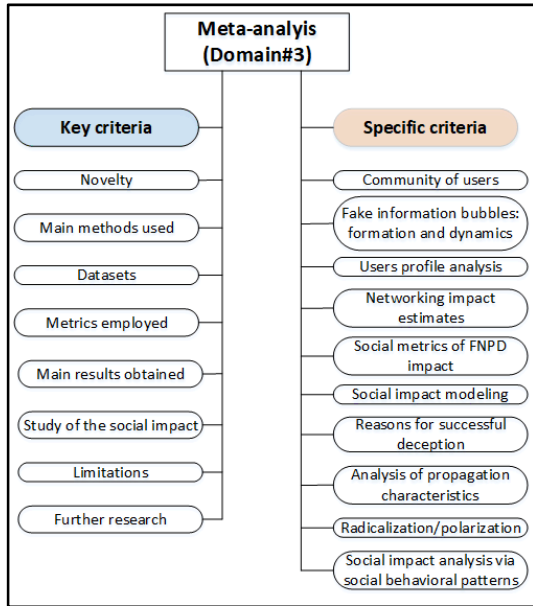 Meta-analyis
(Domain#3)
Key criteria
Novelty
Main methods used
Datasets
Metrics employed
Main results obtained
Study of the social impact
Limitations
Further research
Specific criteria
Community of users
Fake information bubbles:
formation and dynamics
Users profile analysis
Networking impact
estimates
Social metrics of FNPD
impact
Social impact modeling
Reasons for successful
deception
Analysis of propagation
characteristics
Radicalization/polarization
Social impact analysis via
social behavioral patterns